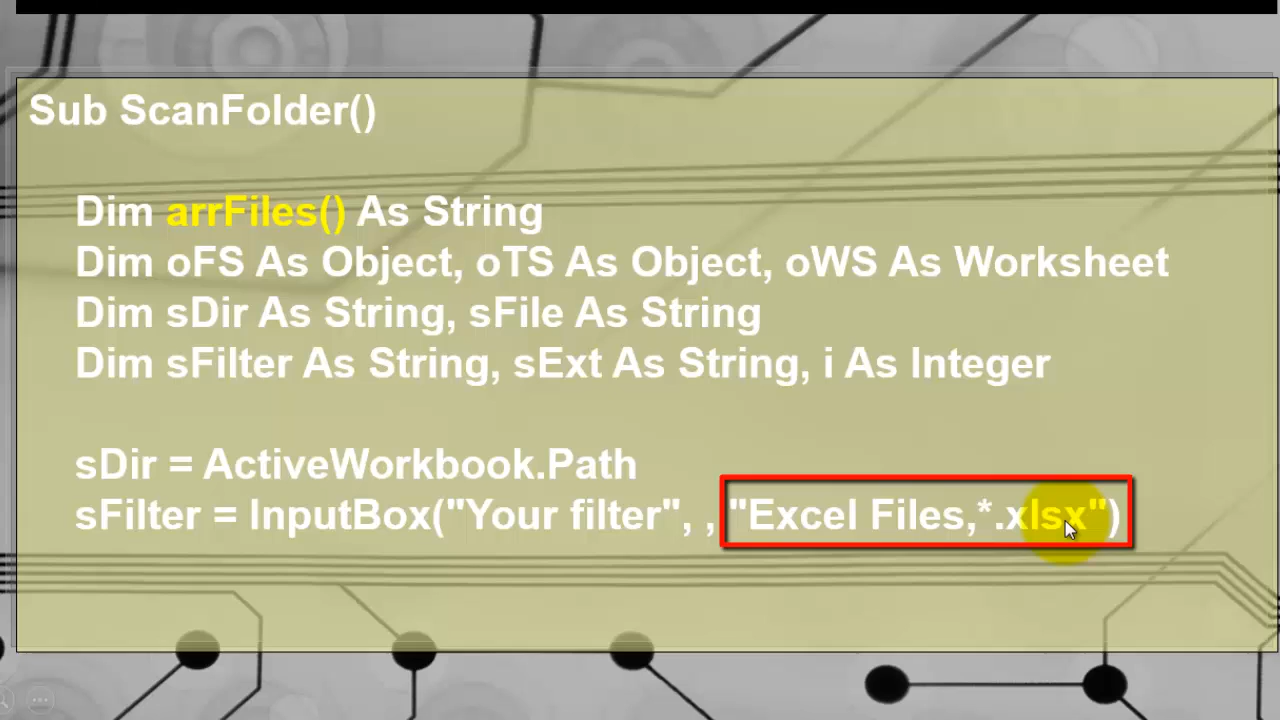 Sub ScanFolder()
Dim arrFiles() As String
Dim oFS As Object, oTS As Object, oWS As Worksheet
Dim sDir As String, sFile As String
Dim sFilter As String, sExt As String, i As Integer
sDir = ActiveWorkbook.Path
sFilter = InputBox("Your filter", , "Excel Files,*.xlsx")